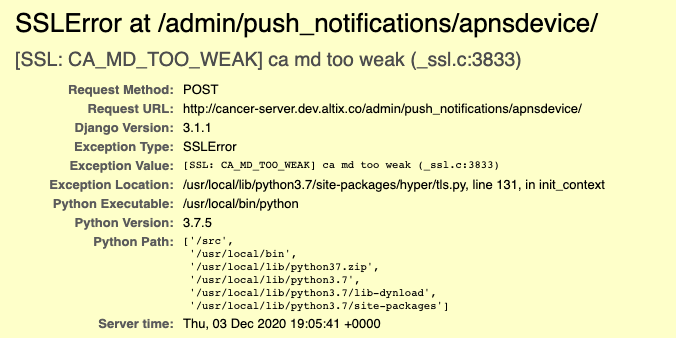 SSLError at /admin/push_notifications/apnsdevice/
[SSL: CA_MD_TOO_WEAK] ca md too weak (_ssl.c:3833)
Request Method: POST
Request URL: http://cancer-server.dev.altix.co/admin/push_notifications/apnsdevice/
Django Version: 3.1.1
Exception Type: SSLError
Exception Value: [SSL: CA_MD_TOO_WEAK] ca md too weak (_ssl.c:3833)
Exception Location: /usr/local/lib/python3.7/site-packages/hyper/tls.py, line 131, in init_context
Python Executable: /usr/local/bin/python
Python Version: 3.7.5
Python Path: ['/src',
'/usr/local/bin',
'/usr/local/lib/python37.zip',
'/usr/local/lib/python3.7',
'/usr/local/lib/python3.7/lib-dynload',
'/usr/local/lib/python3.7/site-packages']
Server time: Thu, 03 Dec 2020 19:05:41 +0000